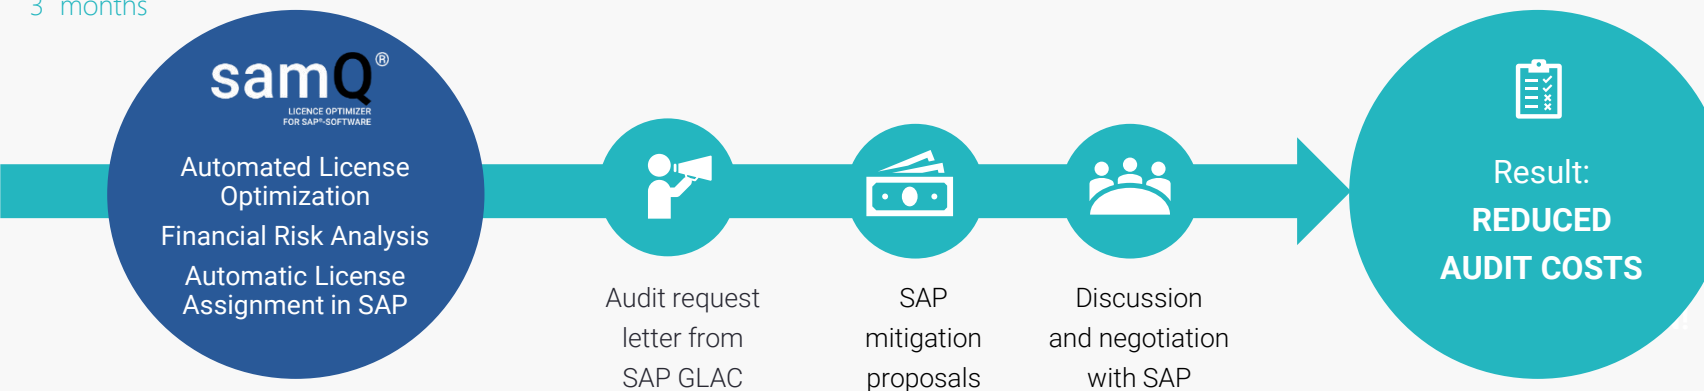 3 months
samQ®
LICENCE OPTIMIZER
FOR SAP®-SOFTWARE
Automated License
Optimization
Financial Risk Analysis
Automatic License
Assignment in SAP
Audit request
letter from
SAP GLAC
SAP
mitigation
proposals
Discussion
and negotiation
with SAP
Result:
REDUCED
AUDIT COSTS